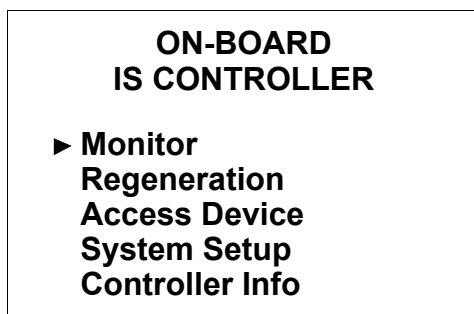 ON-BOARD
IS CONTROLLER
► Monitor
Regeneration
Access Device
System Setup
Controller Info